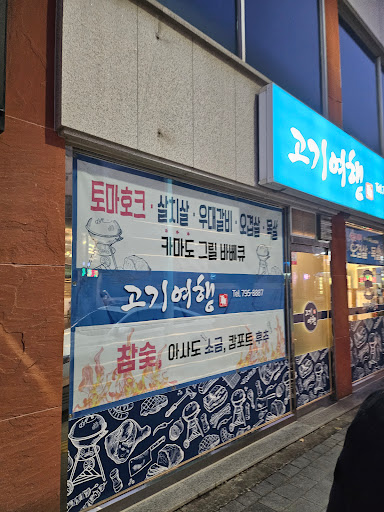 고기여행
토마호크 · 살치살 · 우대갈비 · 오겹살 · 목살
카마도 그릴 바베큐
고기여행 Tel. 795-8887
참숯, 아사도 소금, 캄포트 후추